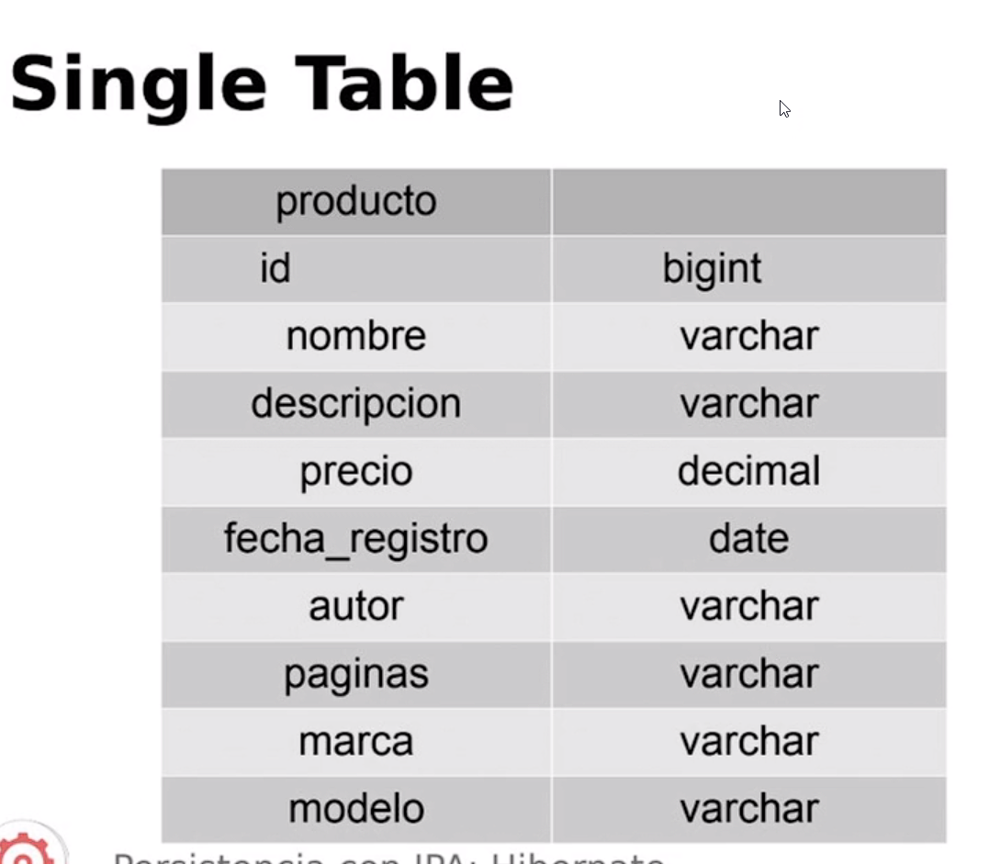 Single Table
producto
id bigint
nombre varchar
descripcion varchar
precio decimal
fecha_registro date
autor varchar
paginas varchar
marca varchar
modelo varchar
Persistencia con JPA: Hibernate